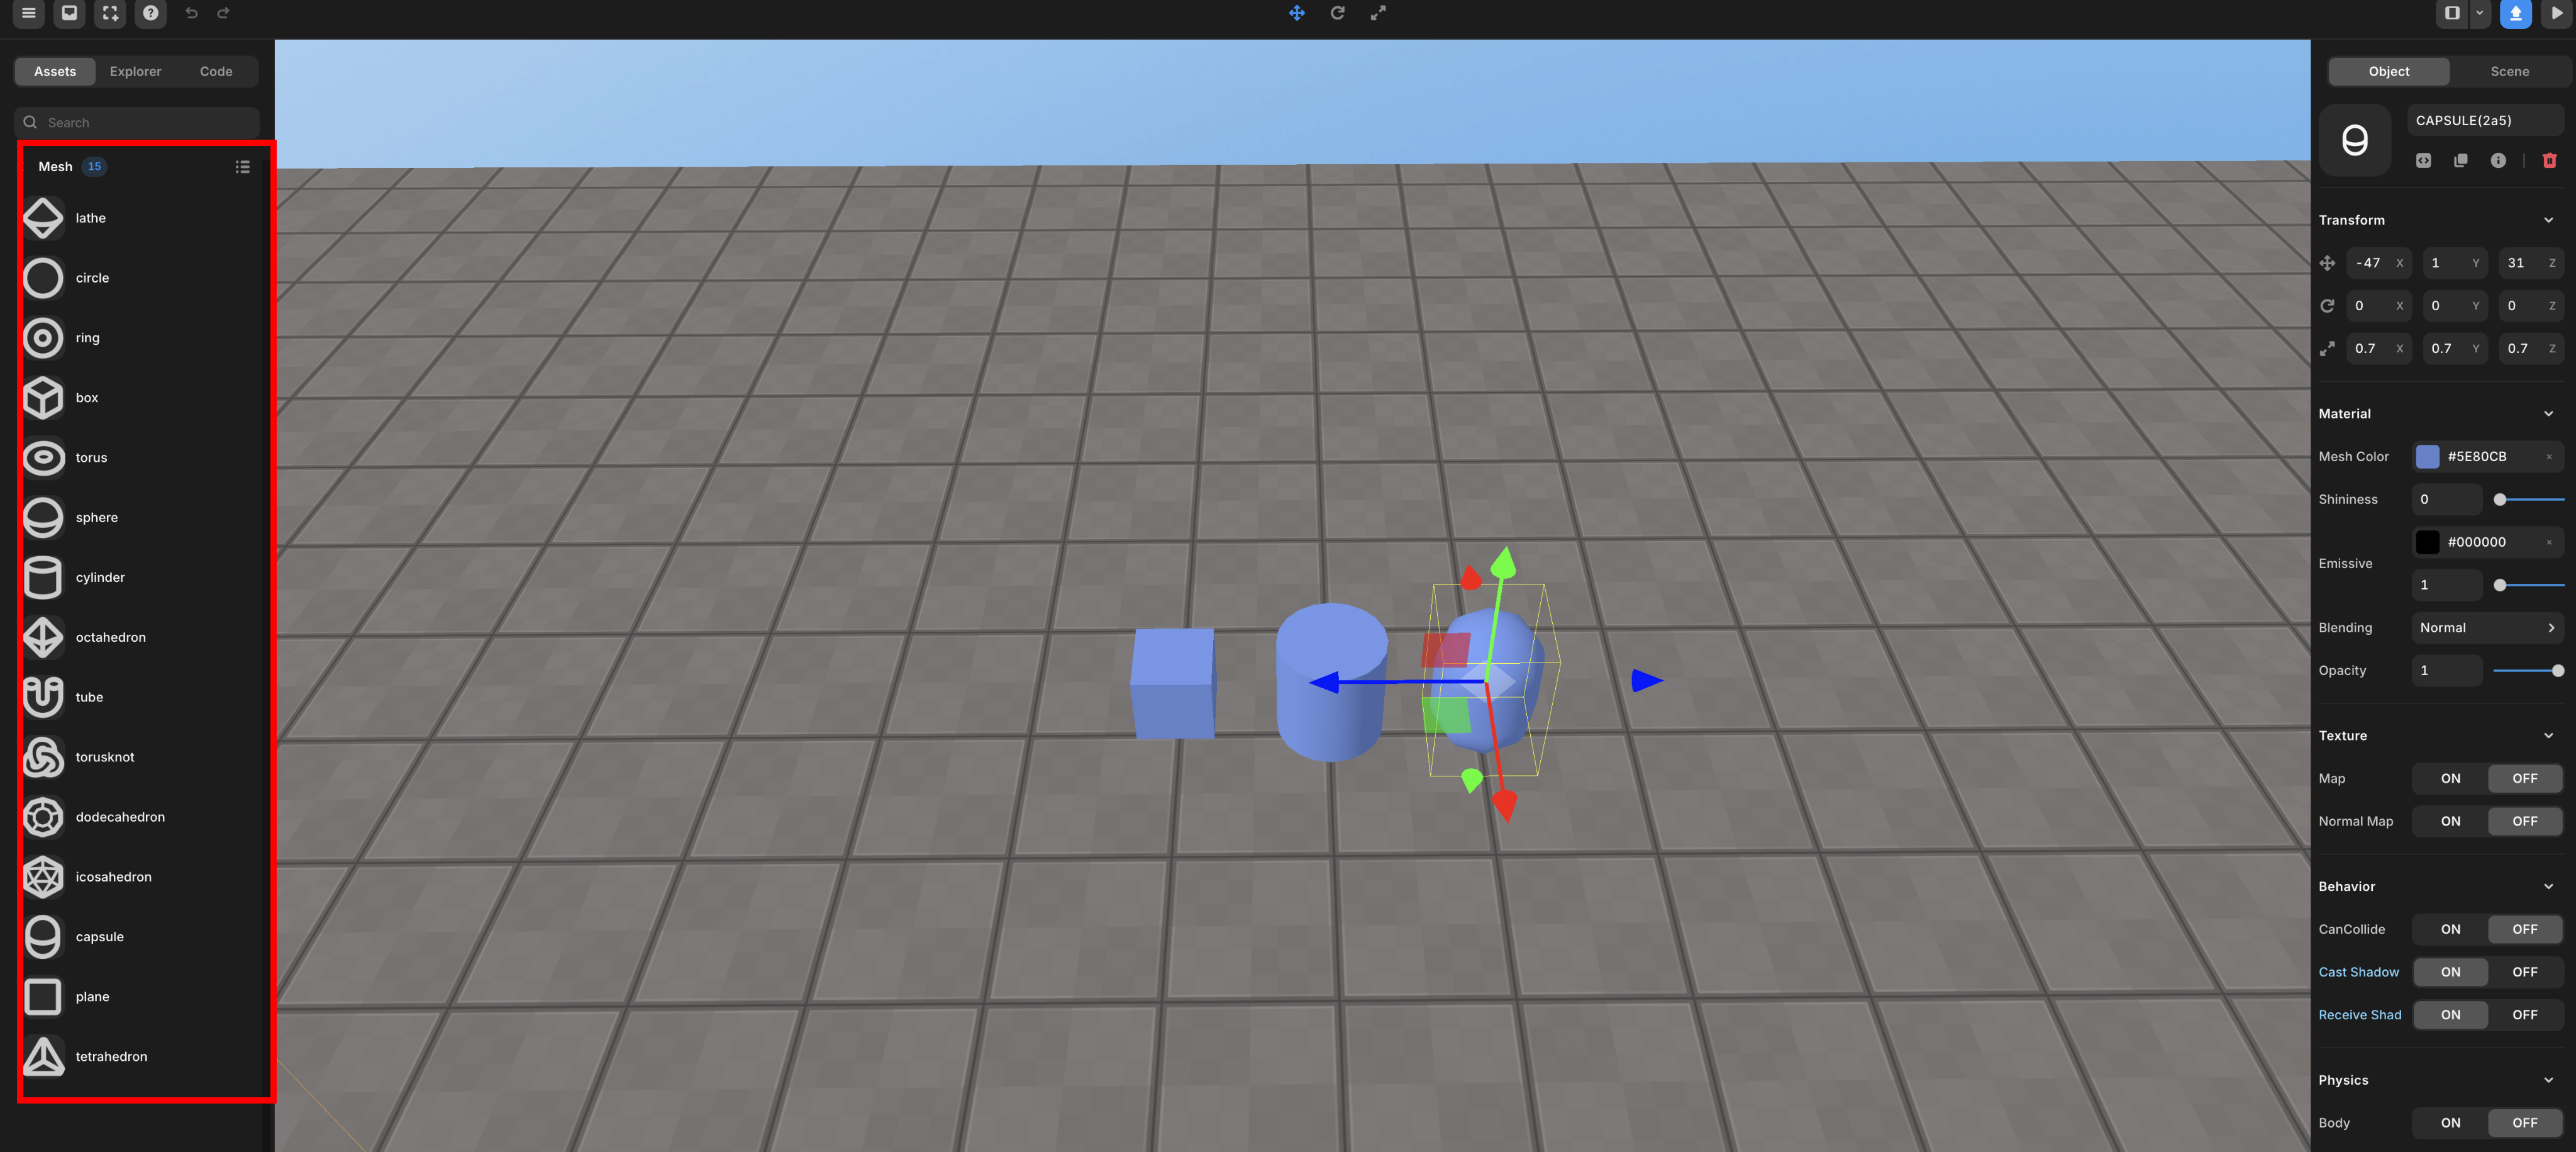 Assets Explorer Code
Search
Mesh 15
lathe
circle
ring
box
torus
sphere
cylinder
octahedron
tube
torusknot
dodecahedron
icosahedron
capsule
plane
tetrahedron
Object Scene
CAPSULE(2a5)
Transform
-47 X 1 Y 31 Z
0 X 0 Y 0 Z
0.7 X 0.7 Y 0.7 Z
Material
Mesh Color #5E80CB ×
Shininess 0
#000000 ×
Emissive
1
Blending Normal
Opacity 1
Texture
Map ON OFF
Normal Map ON OFF
Behavior
CanCollide ON OFF
Cast Shadow ON OFF
Receive Shad ON OFF
Physics
Body ON OFF